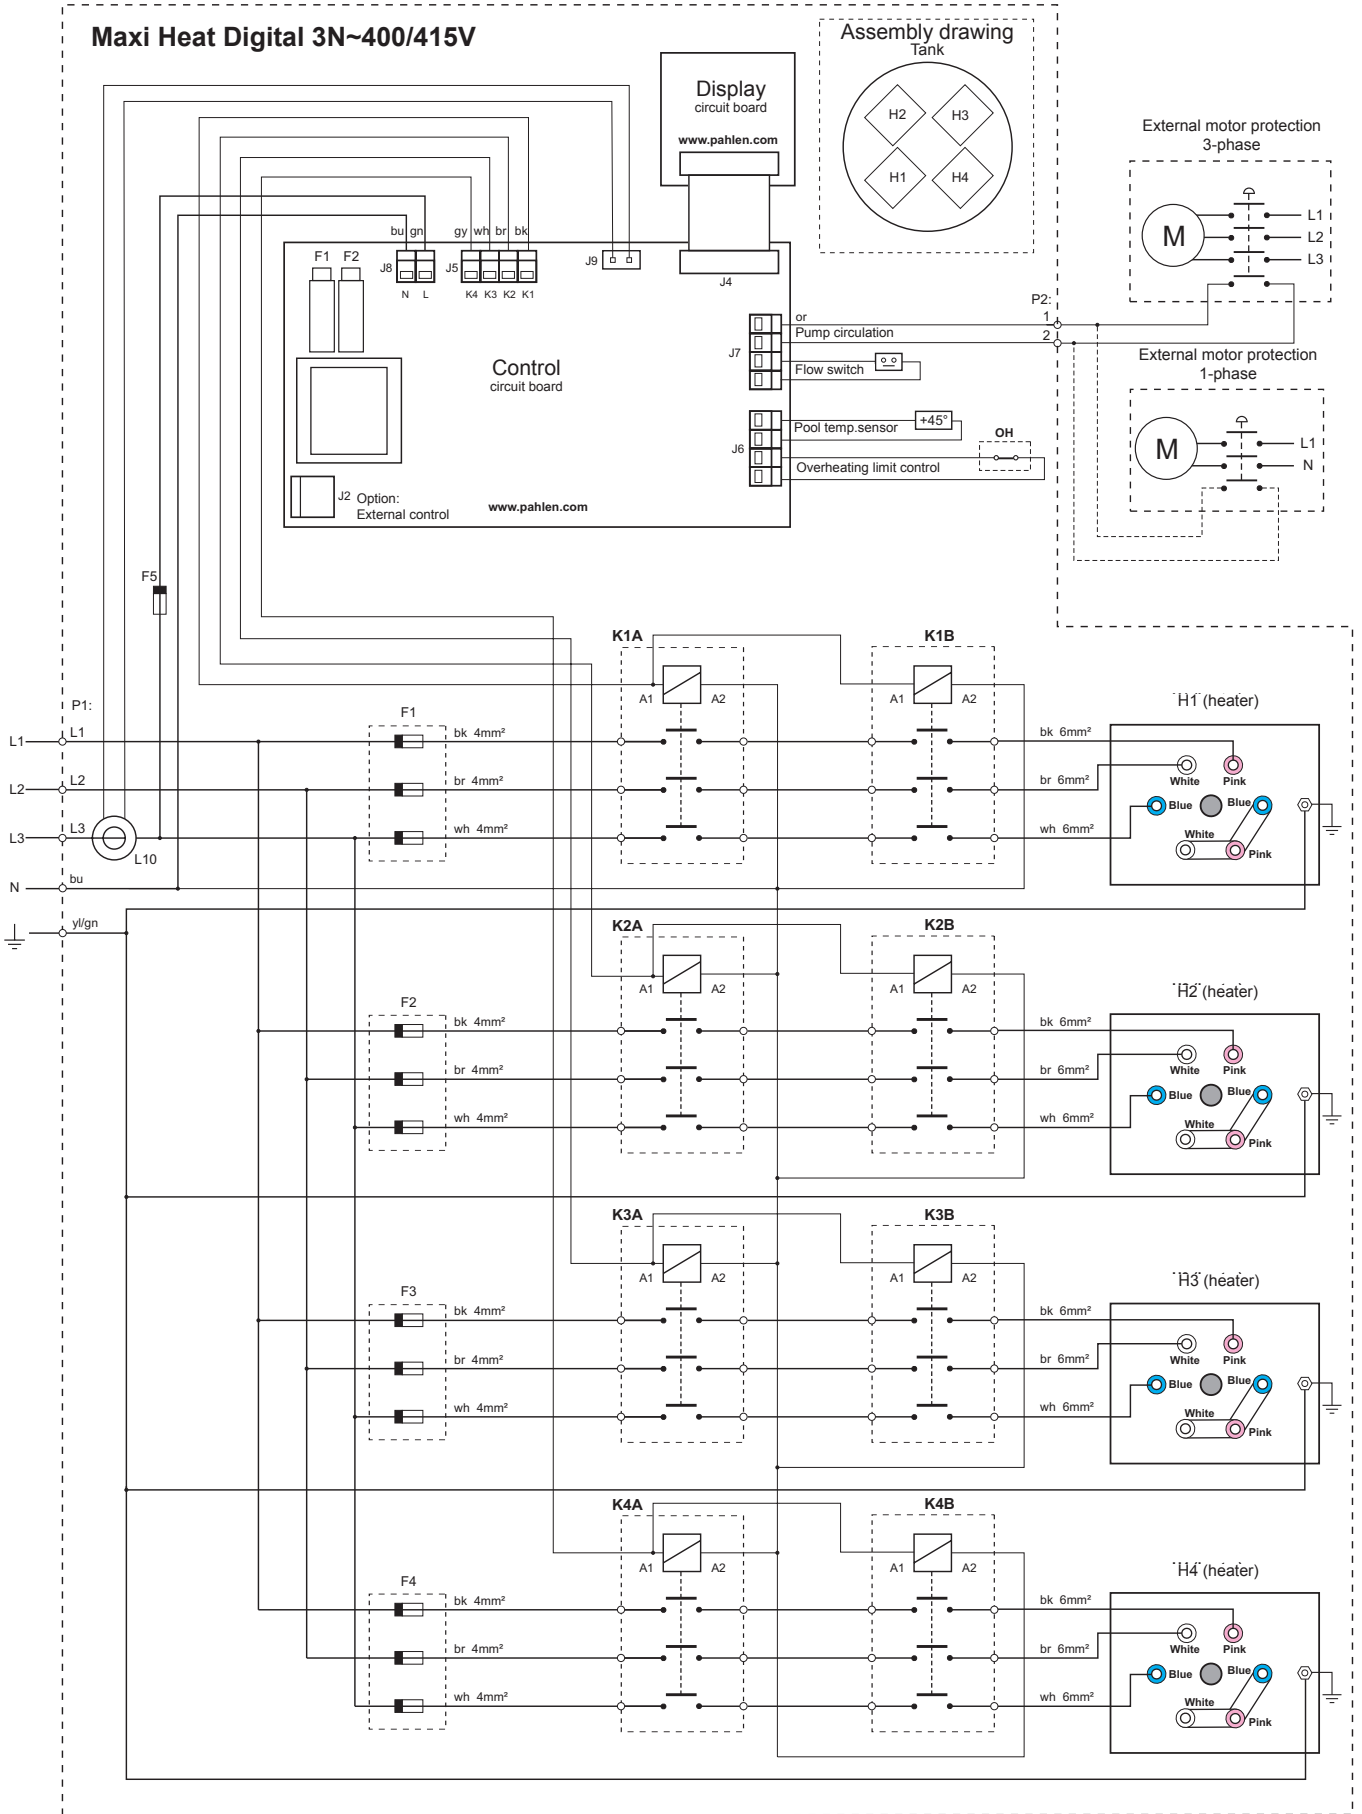 Maxi Heat Digital 3N~400/415V
Assembly drawing
Tank
H2
H3
H1
H4
Display
circuit board
www.pahlen.com
External motor protection
3-phase
M
L1
L2
L3
bu gn
gy wh br bk
F1 F2
J8
N L
J5
K4 K3 K2 K1
J9
J4
Control
circuit board
J7
or
Pump circulation
Flow switch
P2:
1
2
External motor protection
1-phase
M
L1
N
J6
Pool temp.sensor
+45°
OH
Overheating limit control
J2 Option:
External control
www.pahlen.com
F5
P1:
L1
L1
L2
L2
L3
L3
L10
N
bu
yl/gn
K1A
K1B
A1
A2
A1
A2
F1
bk 4mm²
br 4mm²
wh 4mm²
bk 6mm²
br 6mm²
wh 6mm²
H1 (heater)
White
Pink
Blue
Blue
White
Pink
K2A
K2B
A1
A2
A1
A2
F2
bk 4mm²
br 4mm²
wh 4mm²
bk 6mm²
br 6mm²
wh 6mm²
H2 (heater)
White
Pink
Blue
Blue
White
Pink
K3A
K3B
A1
A2
A1
A2
F3
bk 4mm²
br 4mm²
wh 4mm²
bk 6mm²
br 6mm²
wh 6mm²
H3 (heater)
White
Pink
Blue
Blue
White
Pink
K4A
K4B
A1
A2
A1
A2
F4
bk 4mm²
br 4mm²
wh 4mm²
bk 6mm²
br 6mm²
wh 6mm²
H4 (heater)
White
Pink
Blue
Blue
White
Pink